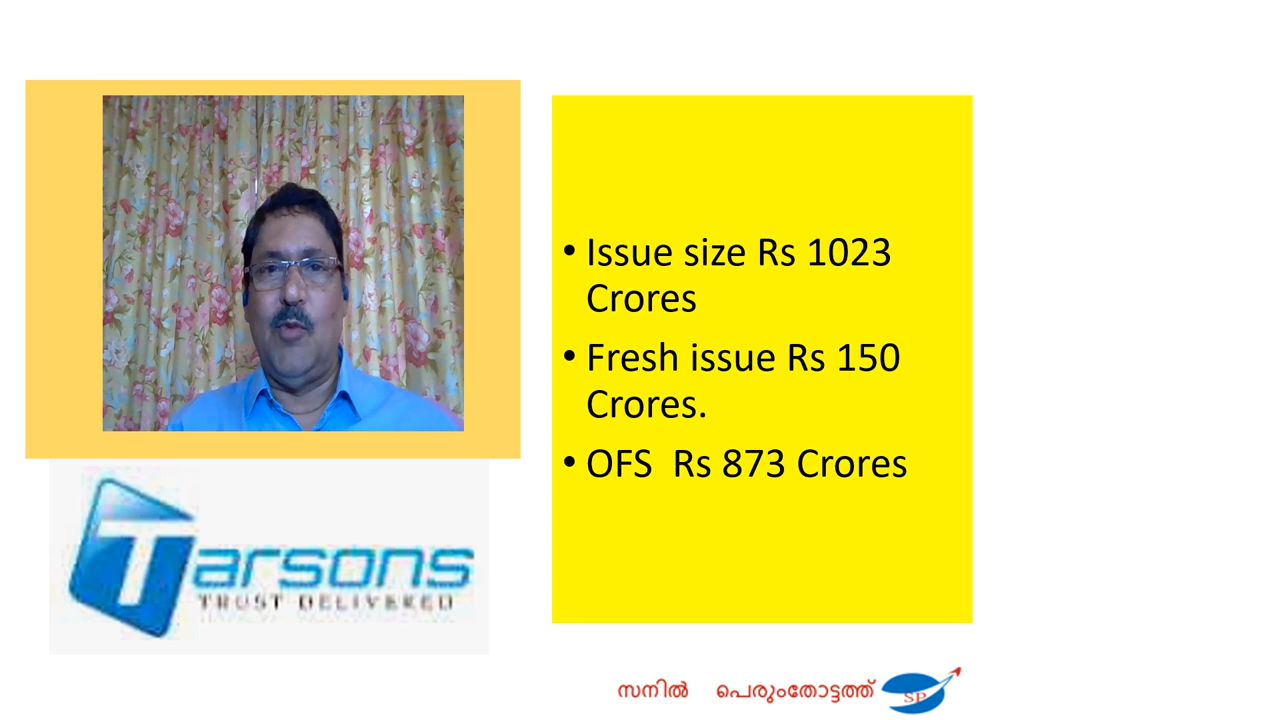 • Issue size Rs 1023
Crores
• Fresh issue Rs 150
Crores.
• OFS Rs 873 Crores
Tarsons
TRUST DELIVERED
സനിൽ പെരുംതോട്ടത്ത് SP